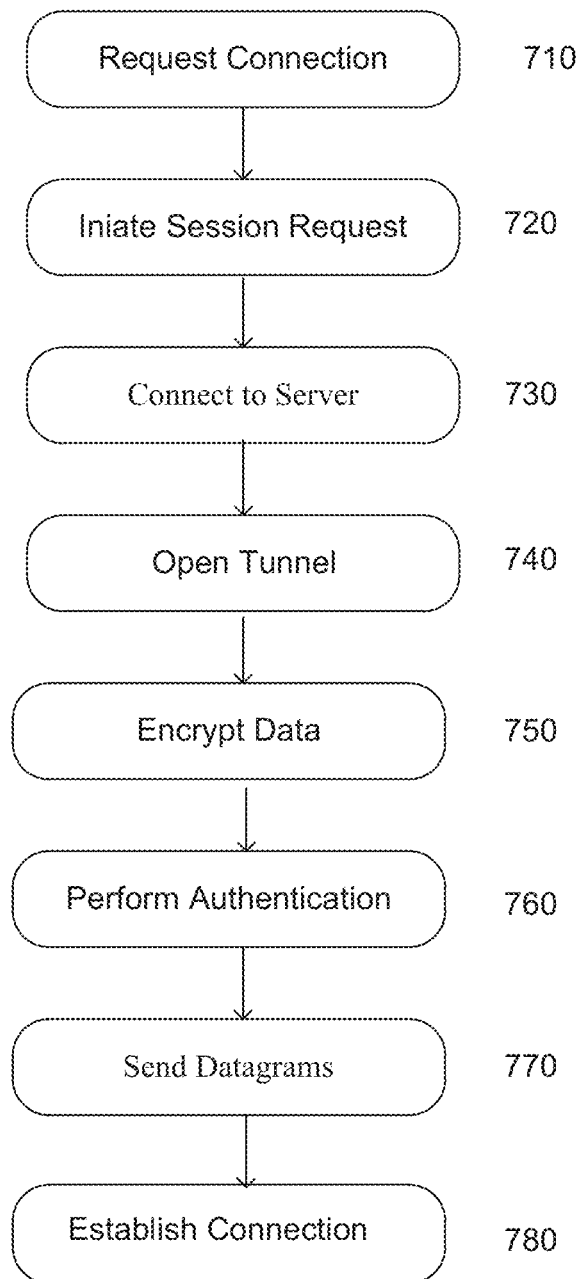 Request Connection 710
Iniate Session Request 720
Connect to Server 730
Open Tunnel 740
Encrypt Data 750
Perform Authentication 760
Send Datagrams 770
Establish Connection 780